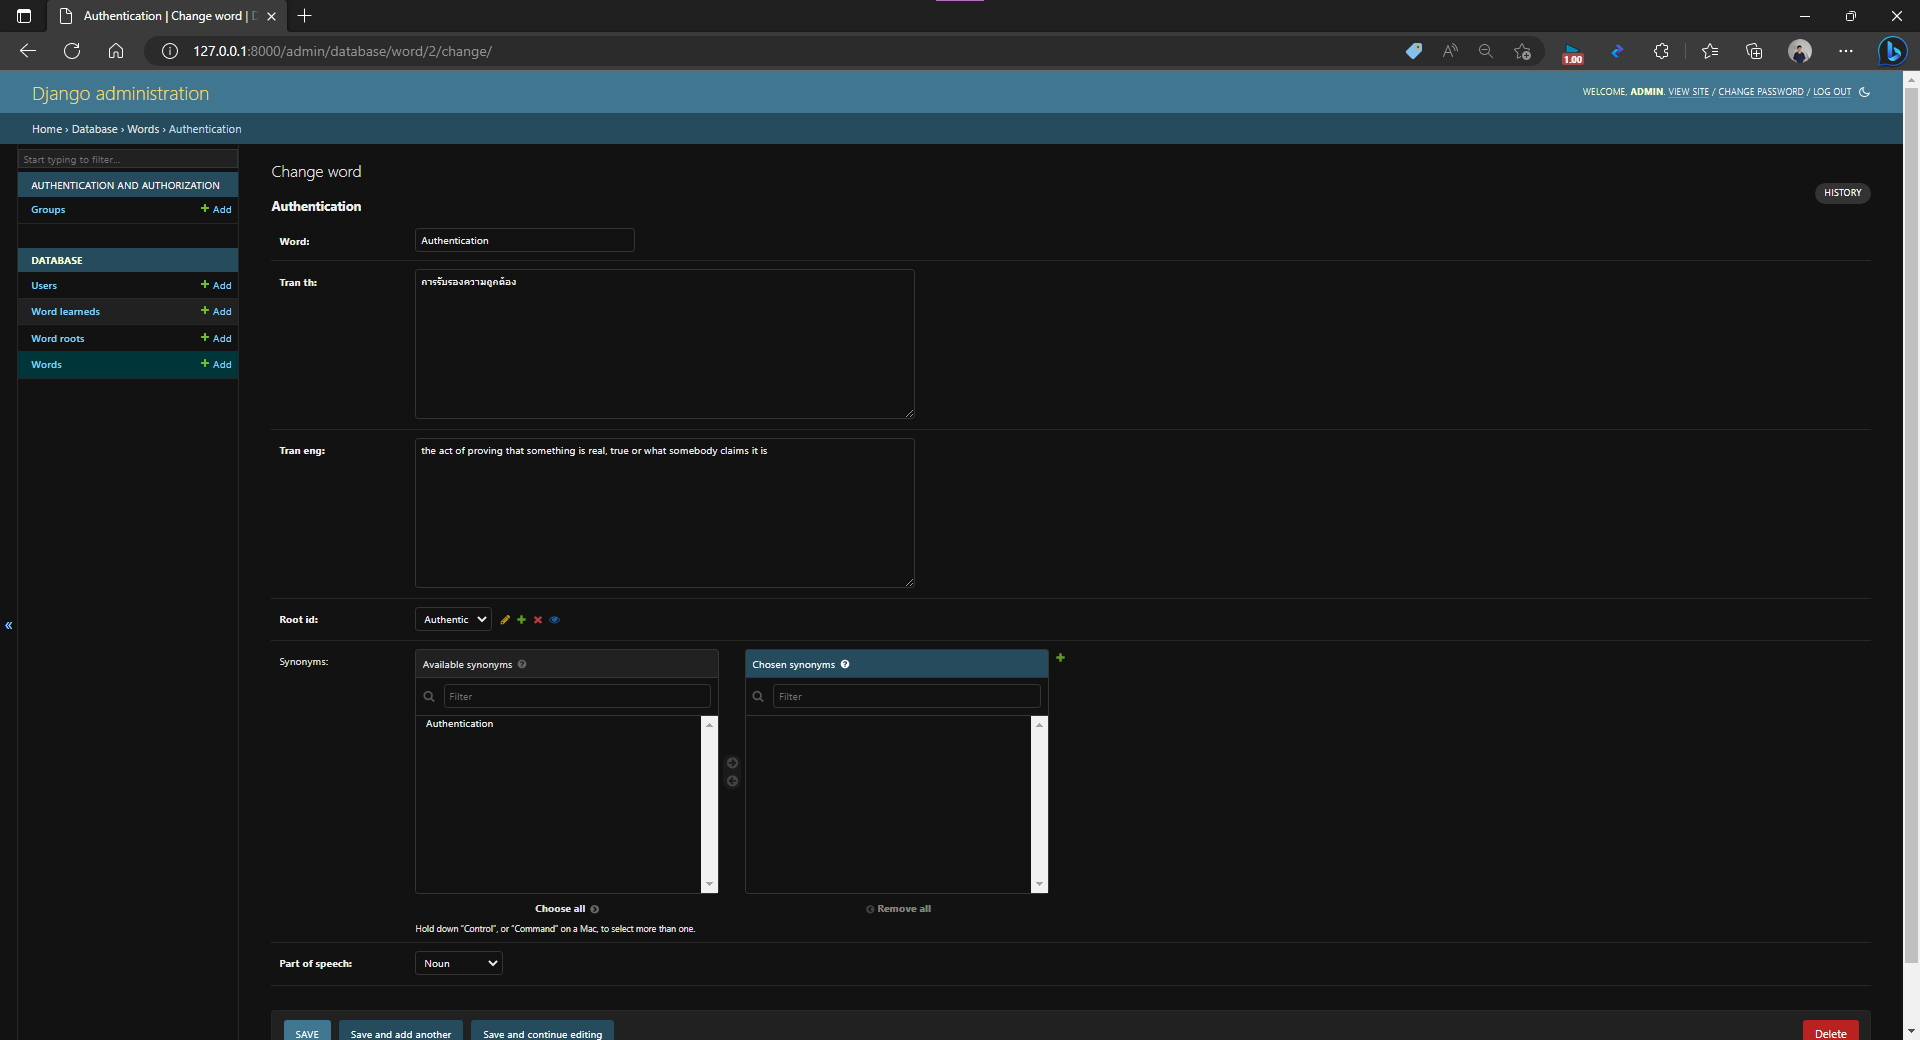 Authentication | Change word | D
127.0.0.1:8000/admin/database/word/2/change/
1.00
Django administration
WELCOME, ADMIN. VIEW SITE / CHANGE PASSWORD / LOG OUT
Home › Database › Words › Authentication
Start typing to filter...
AUTHENTICATION AND AUTHORIZATION
Groups + Add
DATABASE
Users + Add
Word learneds + Add
Word roots + Add
Words + Add
«
Change word
HISTORY
Authentication
Word: Authentication
Tran th: การรับรองความถูกต้อง
Tran eng: the act of proving that something is real, true or what somebody claims it is
Root id: Authentic
Synonyms:
Available synonyms ?
Filter
Authentication
Choose all
Chosen synonyms ?
Filter
Remove all
Hold down “Control”, or “Command” on a Mac, to select more than one.
Part of speech: Noun
SAVE
Save and add another
Save and continue editing
Delete